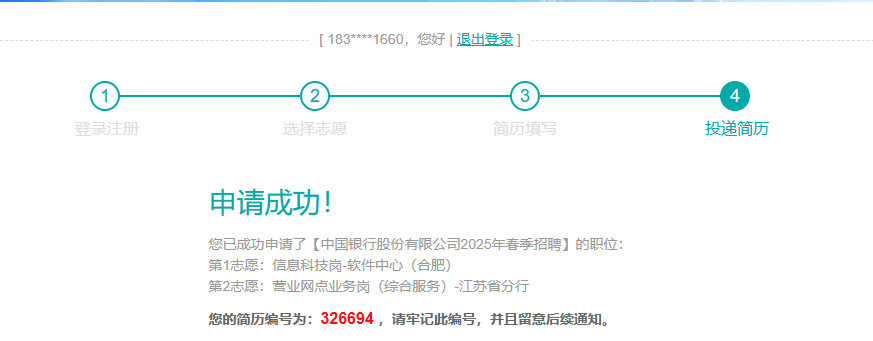 [ 183****1660，您好 | 退出登录 ]
1
2
3
4
登录注册
选择志愿
简历填写
投递简历
申请成功！
您已成功申请了【中国银行股份有限公司2025年春季招聘】的职位：
第1志愿：信息科技岗-软件中心（合肥）
第2志愿：营业网点业务岗（综合服务）-江苏省分行
您的简历编号为：326694 ，请牢记此编号，并且留意后续通知。